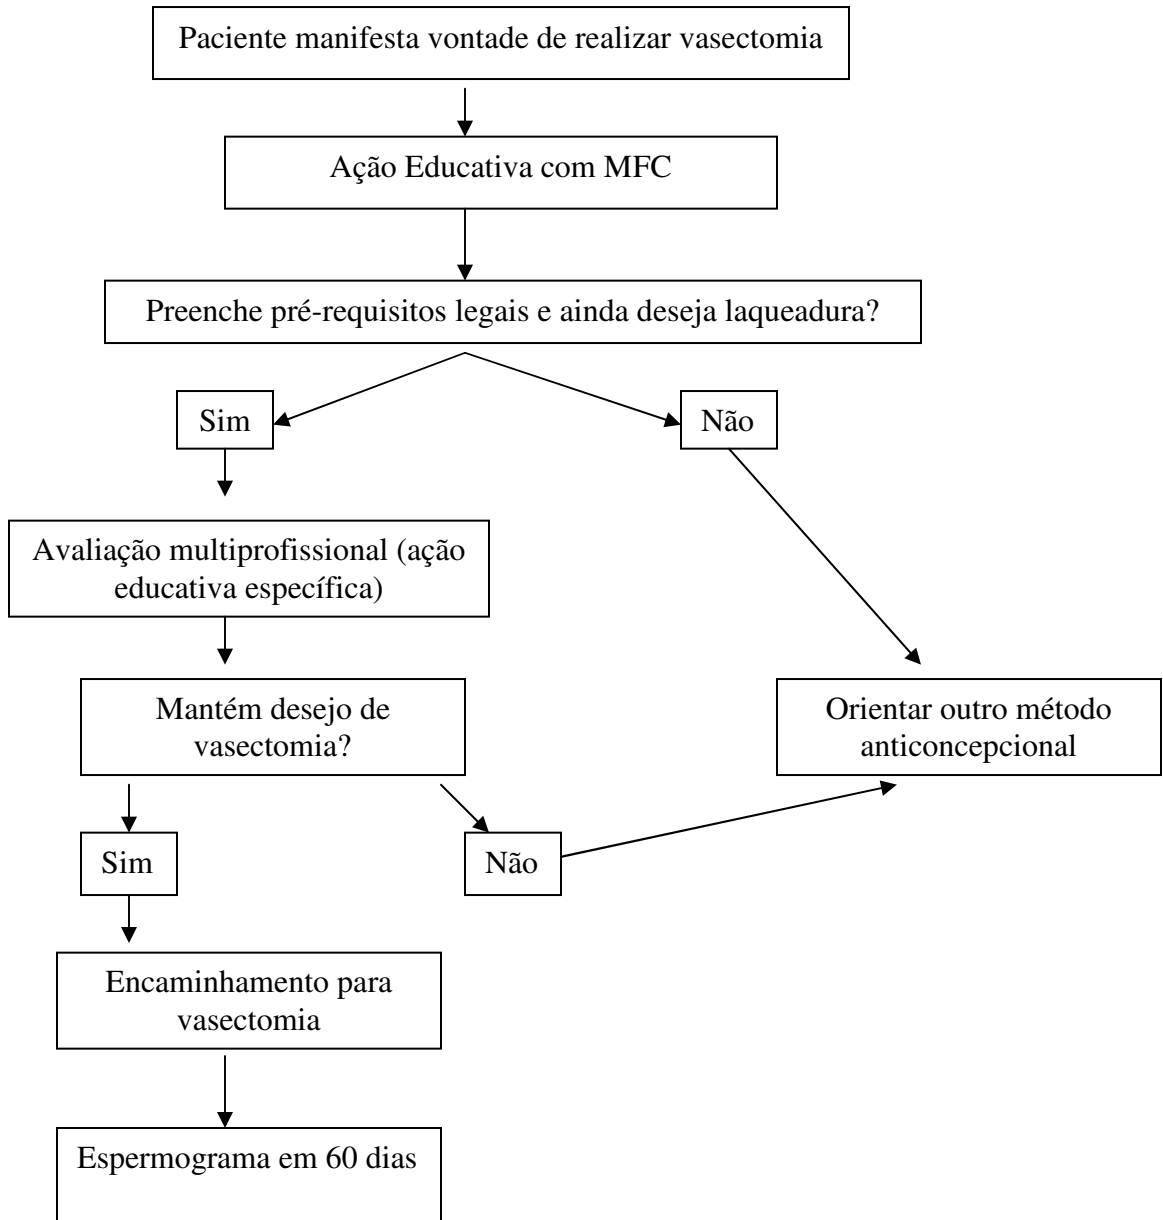 Paciente manifesta vontade de realizar vasectomia
Ação Educativa com MFC
Preenche pré-requisitos legais e ainda deseja laqueadura?
Sim
Não
Avaliação multiprofissional (ação
educativa específica)
Mantém desejo de
vasectomia?
Orientar outro método
anticoncepcional
Sim
Não
Encaminhamento para
vasectomia
Espermograma em 60 dias